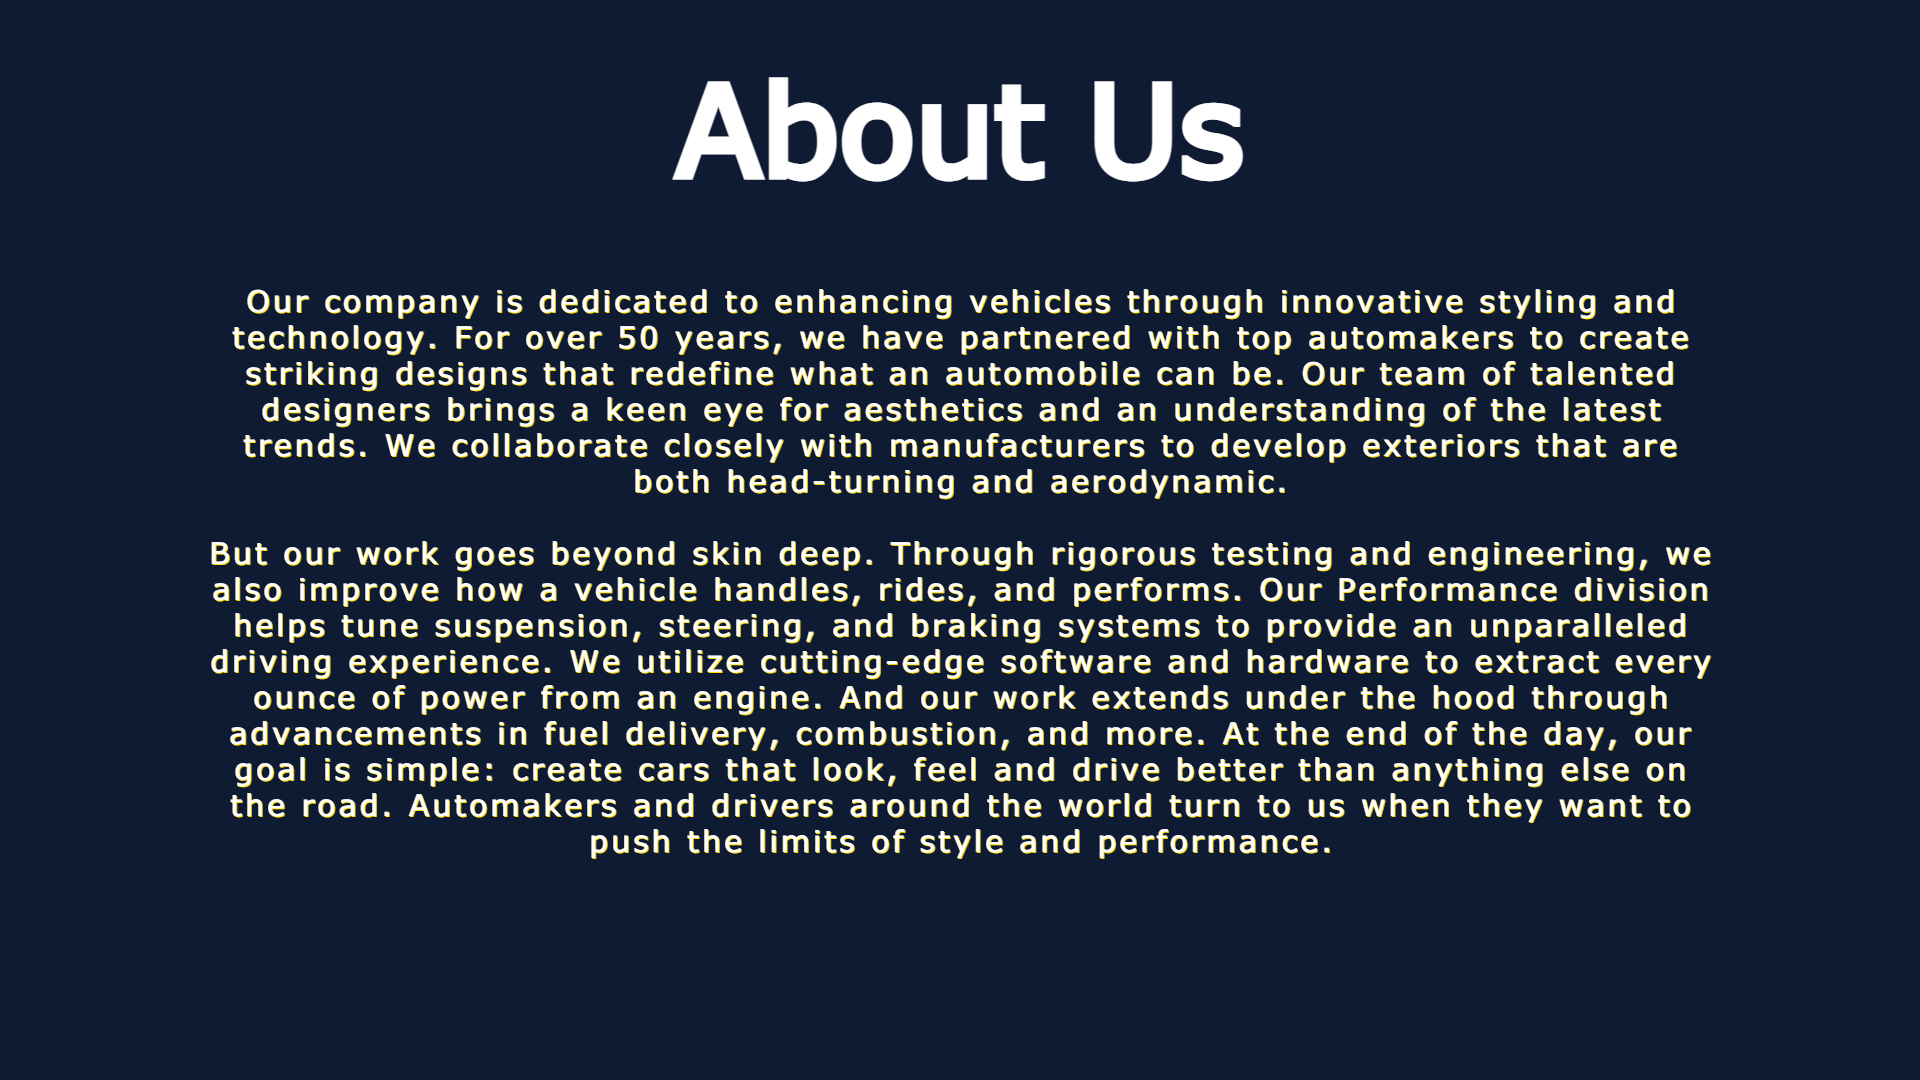 About Us
Our company is dedicated to enhancing vehicles through innovative styling and
technology. For over 50 years, we have partnered with top automakers to create
striking designs that redefine what an automobile can be. Our team of talented
designers brings a keen eye for aesthetics and an understanding of the latest
trends. We collaborate closely with manufacturers to develop exteriors that are
both head-turning and aerodynamic.
But our work goes beyond skin deep. Through rigorous testing and engineering, we
also improve how a vehicle handles, rides, and performs. Our Performance division
helps tune suspension, steering, and braking systems to provide an unparalleled
driving experience. We utilize cutting-edge software and hardware to extract every
ounce of power from an engine. And our work extends under the hood through
advancements in fuel delivery, combustion, and more. At the end of the day, our
goal is simple: create cars that look, feel and drive better than anything else on
the road. Automakers and drivers around the world turn to us when they want to
push the limits of style and performance.